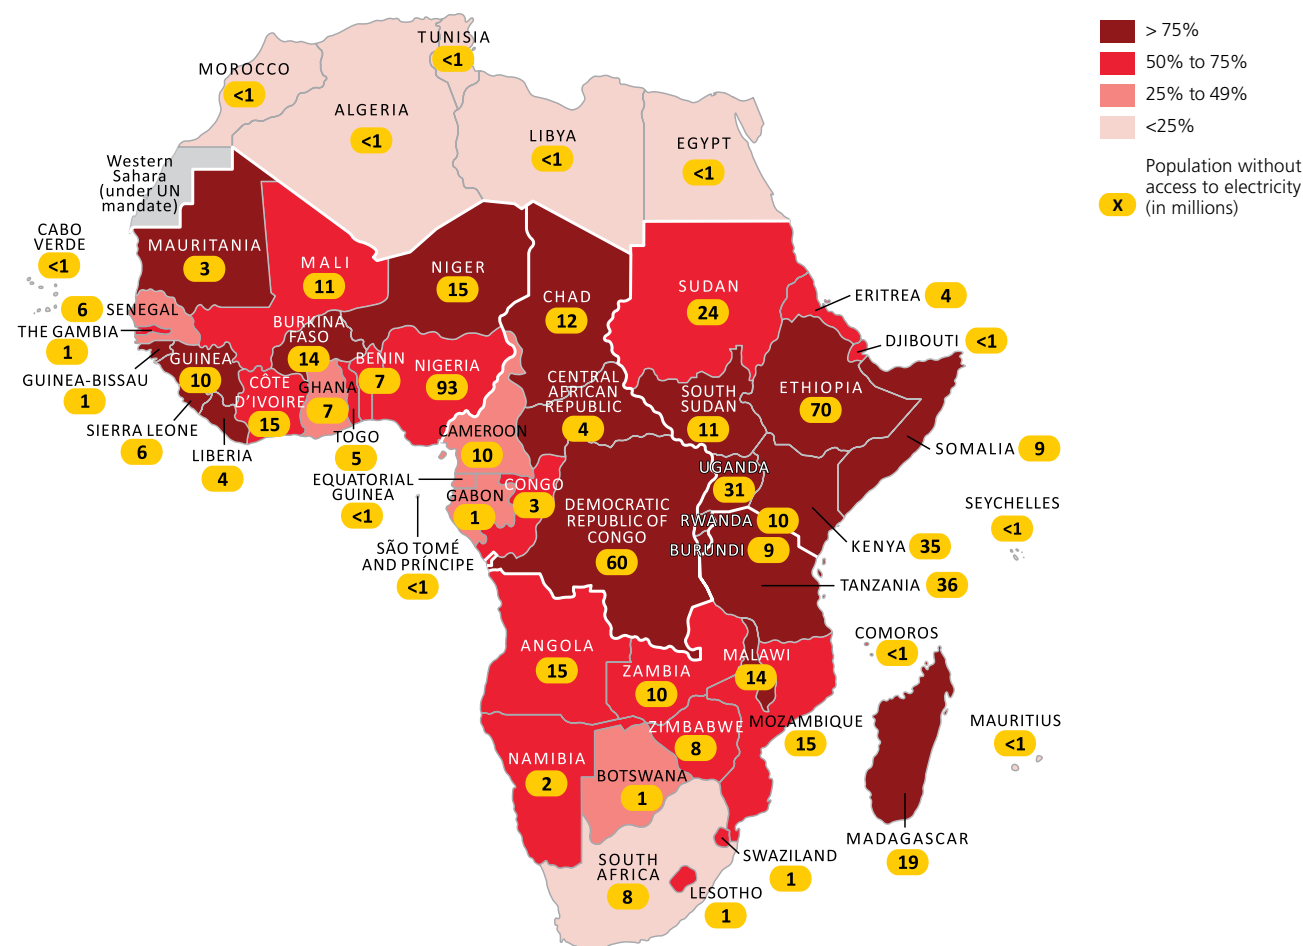 TUNISIA
<1
MOROCCO
<1
ALGERIA
<1
LIBYA
<1
EGYPT
<1
> 75%
50% to 75%
25% to 49%
<25%
Population without
access to electricity
(in millions)
X
Western
Sahara
(under UN
mandate)
CABO
VERDE
<1
MAURITANIA
3
MALI
11
NIGER
15
CHAD
12
SUDAN
24
ERITREA 4
DJIBOUTI <1
6 SENEGAL
THE GAMBIA
1
GUINEA-BISSAU
1
GUINEA
10
SIERRA LEONE
6
LIBERIA
4
BURKINA
FASO
14
CÔTE
D'IVOIRE
15
GHANA
7
TOGO
5
BENIN
7
NIGERIA
93
CENTRAL
AFRICAN
REPUBLIC
4
SOUTH
SUDAN
11
ETHIOPIA
70
SOMALIA 9
CAMEROON
10
EQUATORIAL
GUINEA
<1
GABON
1
CONGO
3
SÃO TOMÉ
AND PRÍNCIPE
<1
DEMOCRATIC
REPUBLIC OF
CONGO
60
UGANDA
31
RWANDA 10
BURUNDI 9
KENYA 35
TANZANIA 36
SEYCHELLES
<1
COMOROS
<1
ANGOLA
15
ZAMBIA
10
MALAWI
14
MOZAMBIQUE
15
ZIMBABWE
8
NAMIBIA
2
BOTSWANA
1
MAURITIUS
<1
MADAGASCAR
19
SOUTH
AFRICA
8
SWAZILAND
1
LESOTHO
1